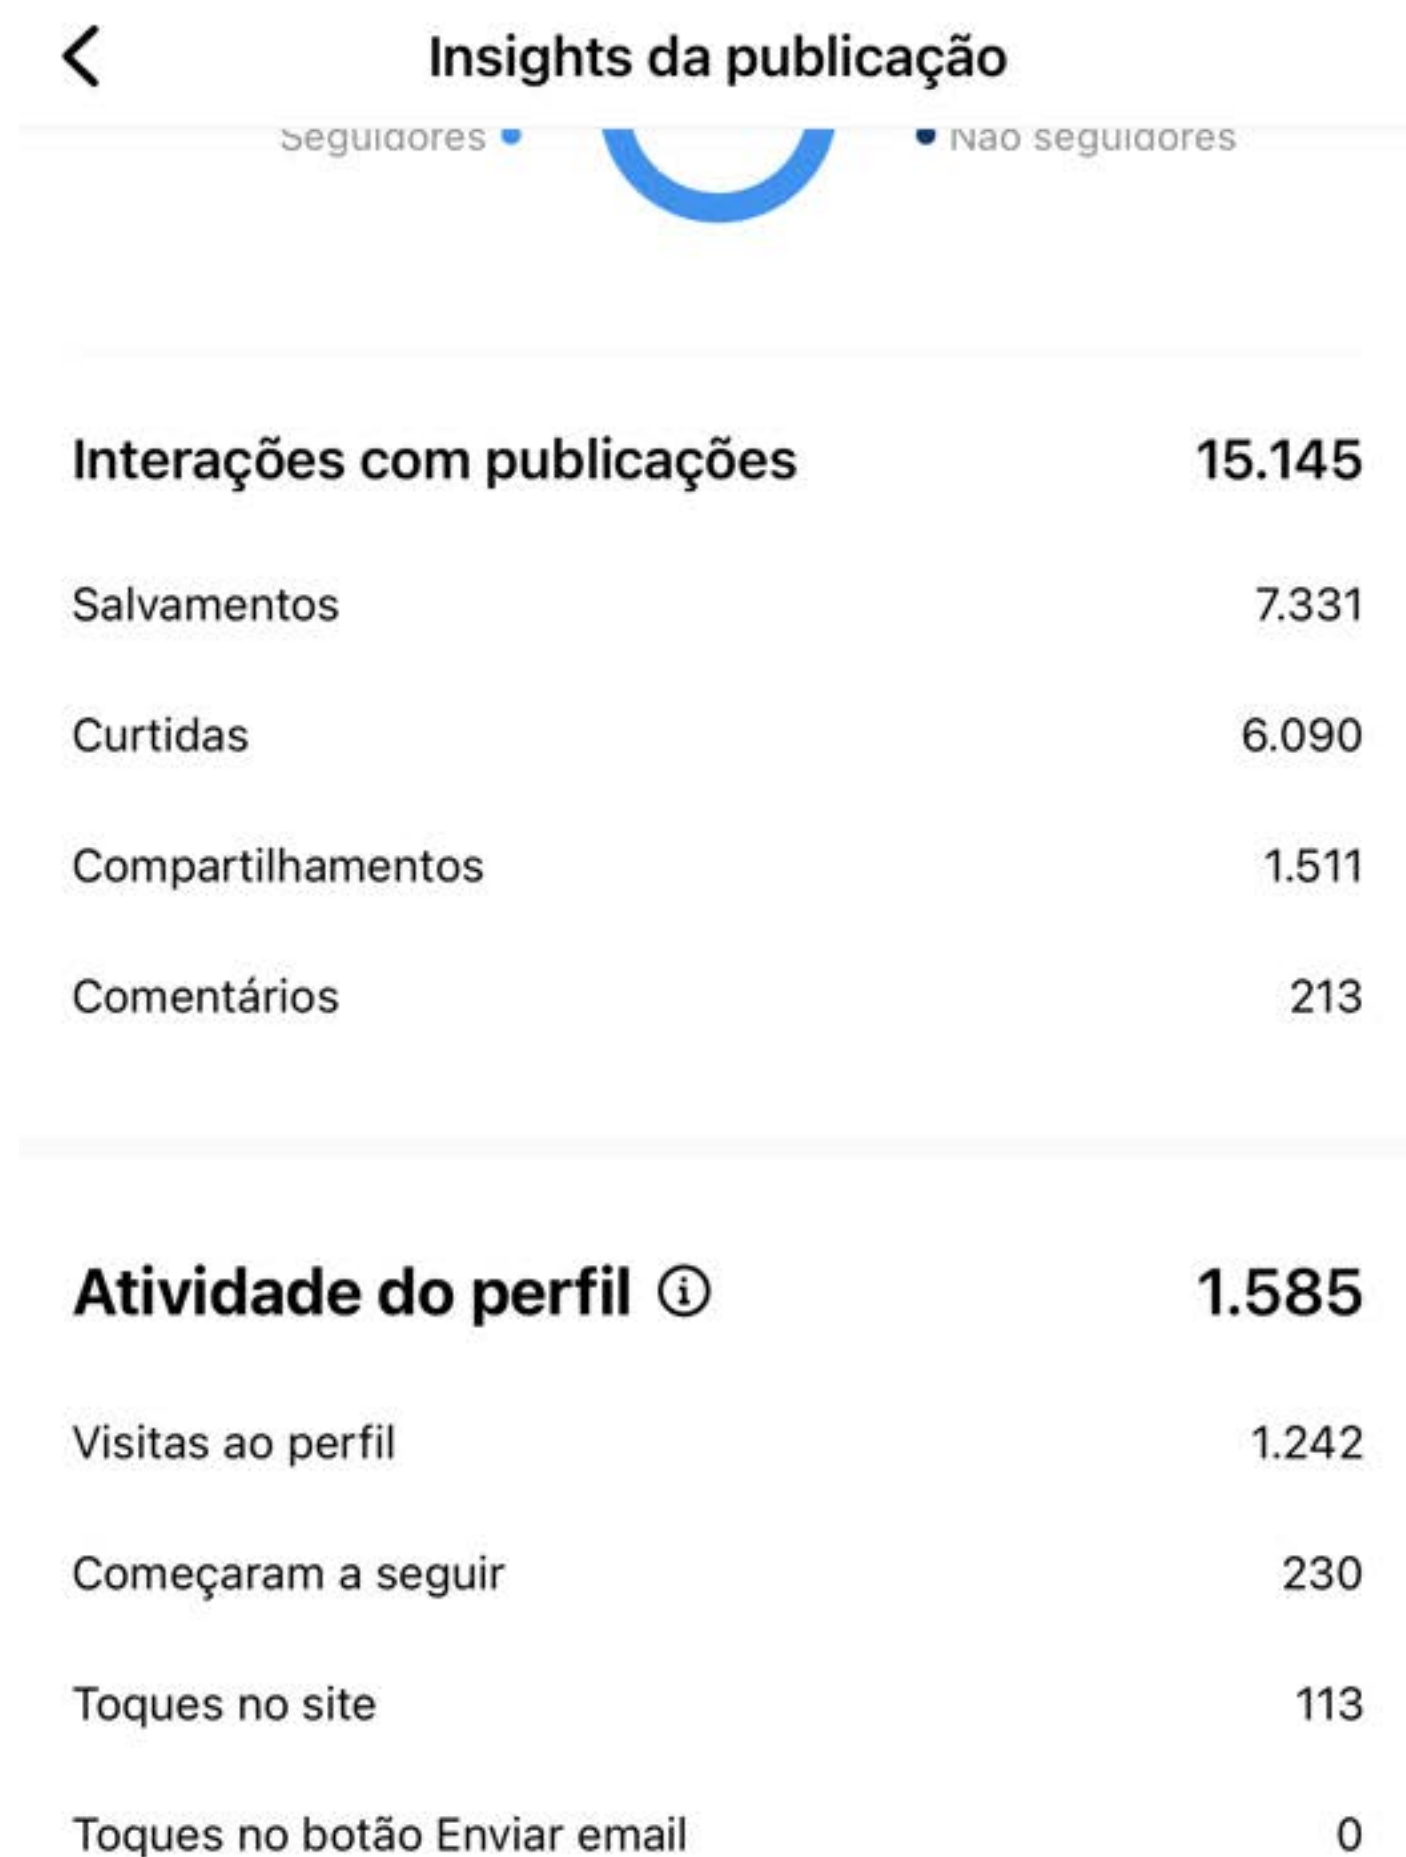 Insights da publicação
Seguidores
Não seguidores
Interações com publicações 15.145
Salvamentos 7.331
Curtidas 6.090
Compartilhamentos 1.511
Comentários 213
Atividade do perfil 1.585
Visitas ao perfil 1.242
Começaram a seguir 230
Toques no site 113
Toques no botão Enviar email 0